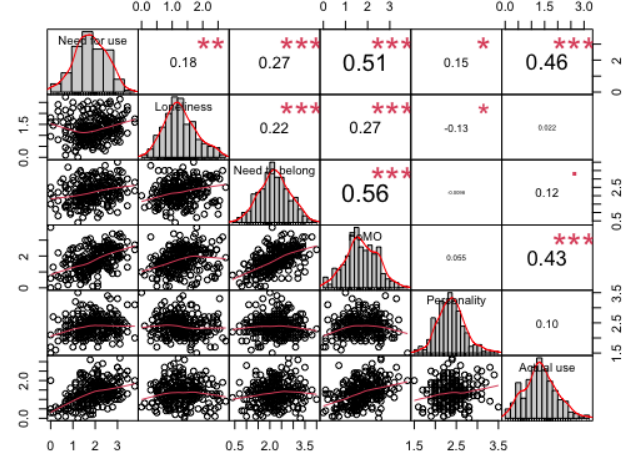 0.0 1.0 2.0 0 1 2 3 0.0 1.5 3.0
Need for use 0.18 ** 0.27 *** 0.51 *** 0.15 * 0.46 *** 0 2
0.0 1.5 Loneliness 0.22 *** 0.27 *** -0.13 * 0.022
Need to belong 0.56 *** 0.12 . 0.5 2.5
0 2 FoMO 0.055 0.43 ***
Personality 0.10 1.5 2.5 3.5
0.0 2.0 Actual use
0 1 2 3 0.5 2.0 3.5 1.5 2.5 3.5